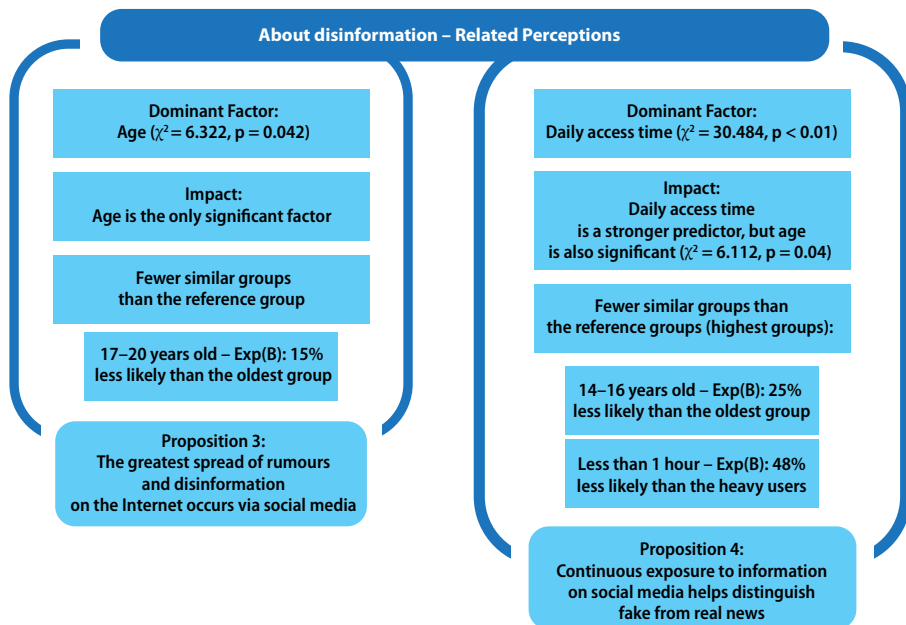 About disinformation – Related Perceptions
Dominant Factor:
Age (χ² = 6.322, p = 0.042)
Impact:
Age is the only significant factor
Fewer similar groups
than the reference group
17–20 years old – Exp(B): 15%
less likely than the oldest group
Proposition 3:
The greatest spread of rumours
and disinformation
on the Internet occurs via social media
Dominant Factor:
Daily access time (χ² = 30.484, p < 0.01)
Impact:
Daily access time
is a stronger predictor, but age
is also significant (χ² = 6.112, p = 0.04)
Fewer similar groups than
the reference groups (highest groups):
14–16 years old – Exp(B): 25%
less likely than the oldest group
Less than 1 hour – Exp(B): 48%
less likely than the heavy users
Proposition 4:
Continuous exposure to information
on social media helps distinguish
fake from real news